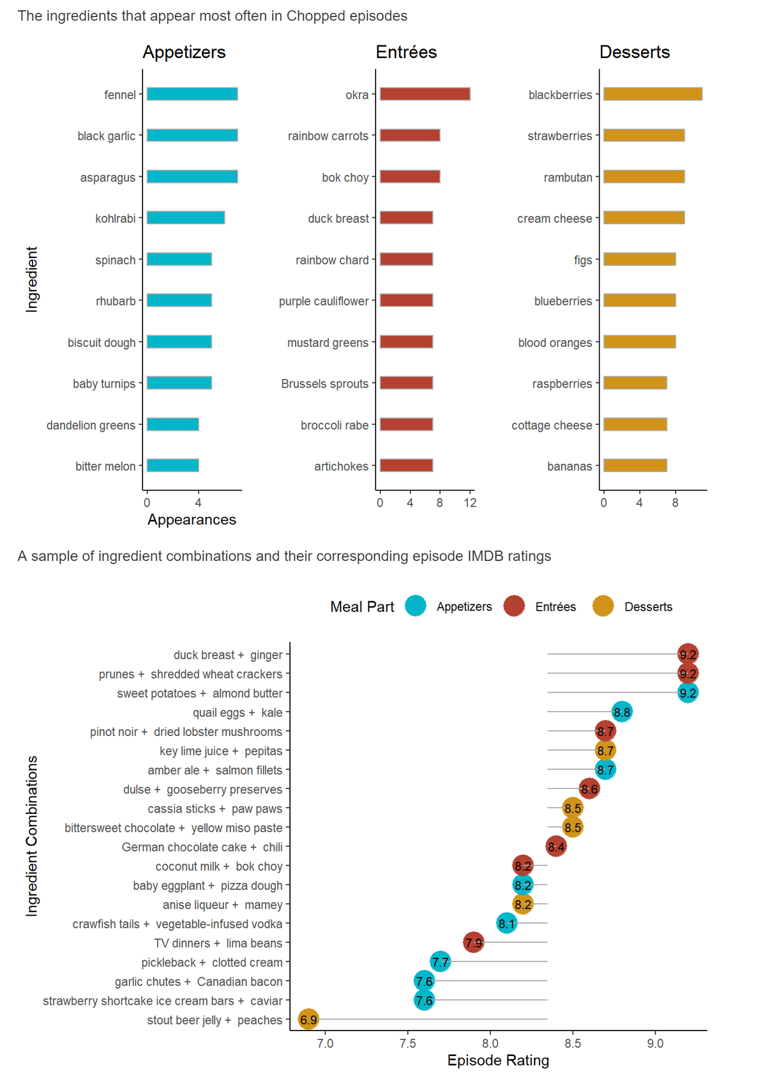 The ingredients that appear most often in Chopped episodes
Appetizers
Entrées
Desserts
Ingredient
fennel
black garlic
asparagus
kohlrabi
spinach
rhubarb
biscuit dough
baby turnips
dandelion greens
bitter melon
0 4
Appearances
okra
rainbow carrots
bok choy
duck breast
rainbow chard
purple cauliflower
mustard greens
Brussels sprouts
broccoli rabe
artichokes
0 4 8 12
blackberries
strawberries
rambutan
cream cheese
figs
blueberries
blood oranges
raspberries
cottage cheese
bananas
0 4 8
A sample of ingredient combinations and their corresponding episode IMDB ratings
Meal Part Appetizers Entrées Desserts
Ingredient Combinations
duck breast + ginger 9.2
prunes + shredded wheat crackers 9.2
sweet potatoes + almond butter 9.2
quail eggs + kale 8.8
pinot noir + dried lobster mushrooms 8.7
key lime juice + pepitas 8.7
amber ale + salmon fillets 8.7
dulse + gooseberry preserves 8.6
cassia sticks + paw paws 8.5
bittersweet chocolate + yellow miso paste 8.5
German chocolate cake + chili 8.4
coconut milk + bok choy 8.2
baby eggplant + pizza dough 8.2
anise liqueur + mamey 8.2
crawfish tails + vegetable-infused vodka 8.1
TV dinners + lima beans 7.9
pickleback + clotted cream 7.7
garlic chutes + Canadian bacon 7.6
strawberry shortcake ice cream bars + caviar 7.6
stout beer jelly + peaches 6.9
7.0 7.5 8.0 8.5 9.0
Episode Rating